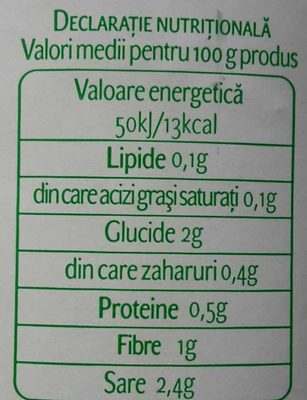 DECLARAȚIE NUTRIȚIONALĂ
Valori medii pentru 100 g produs
Valoare energetică
50kJ/13kcal
Lipide 0,1g
din care acizi grași saturați 0,1g
Glucide 2g
din care zaharuri 0,4g
Proteine 0,5g
Fibre 1g
Sare 2,4g